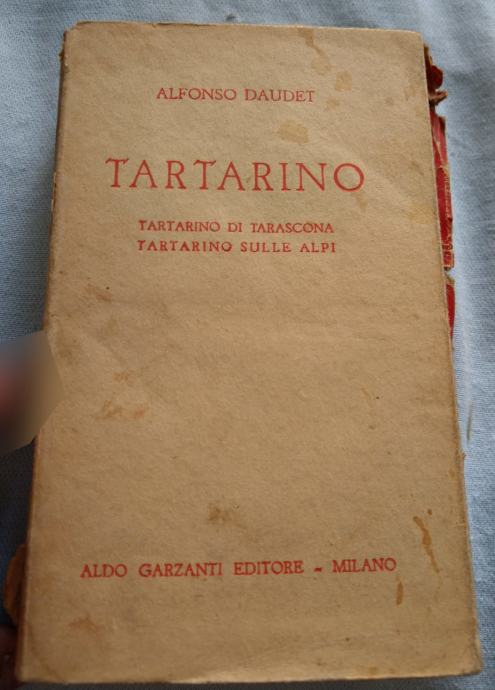 ALFONSO DAUDET
TARTARINO
TARTARINO DI TARASCONA
TARTARINO SULLE ALPI
ALDO GARZANTI EDITORE - MILANO